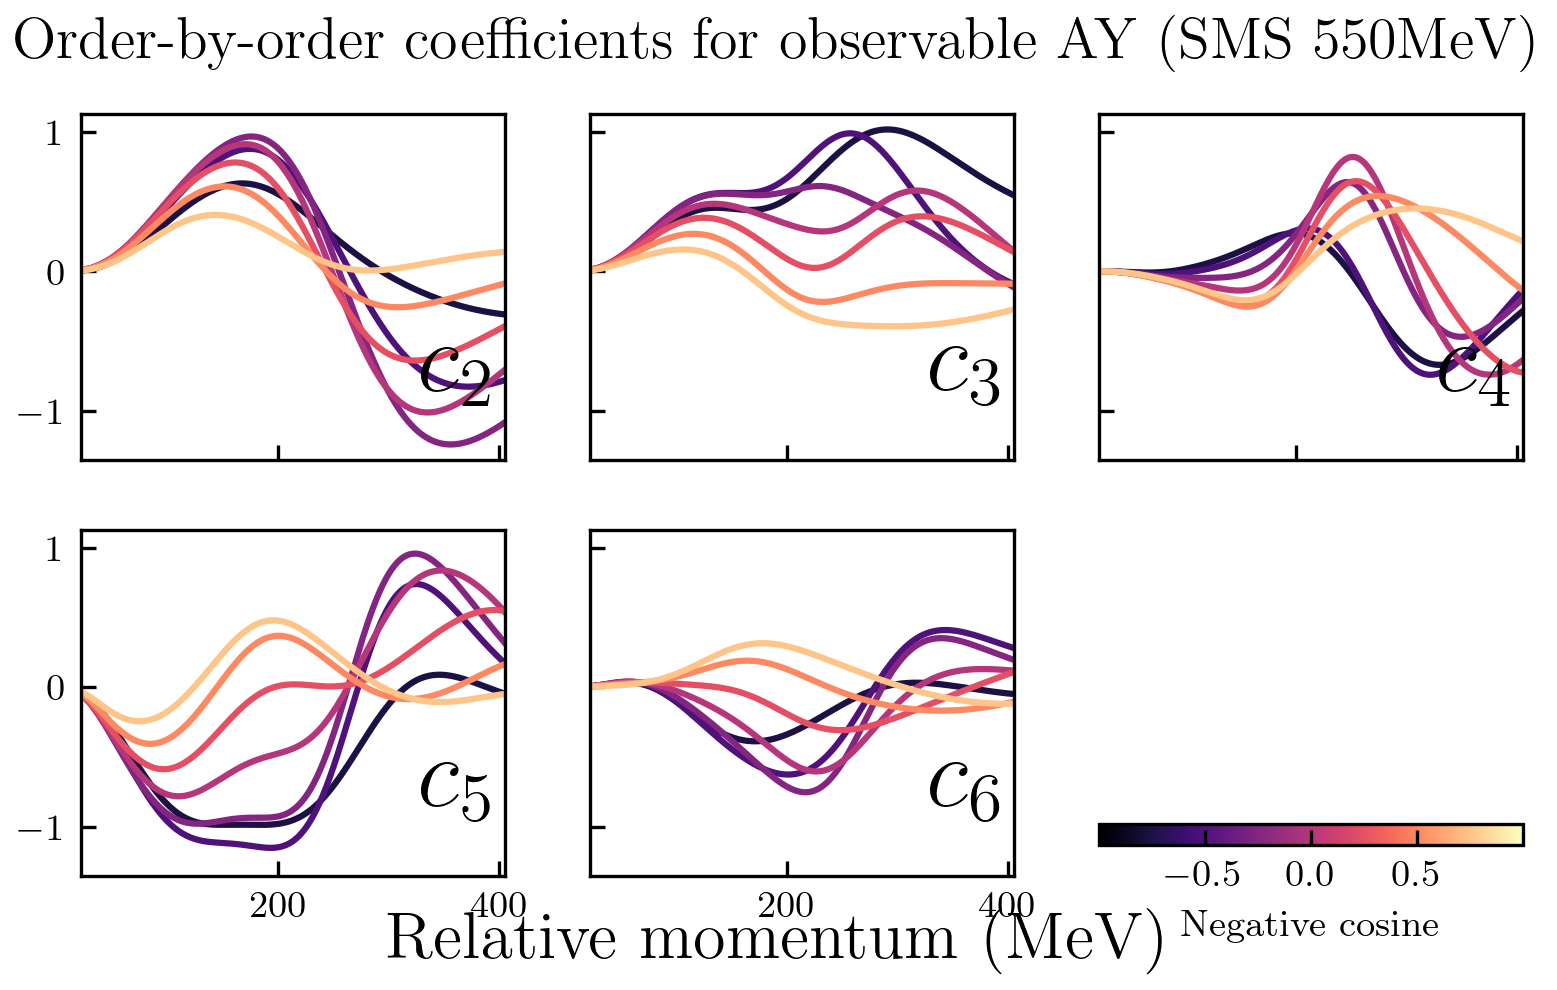 Order-by-order coefficients for observable AY (SMS 550MeV)
1
0
−1
c2
c3
c4
1
0
−1
c5
c6
200
400
200
400
−0.5
0.0
0.5
Negative cosine
Relative momentum (MeV)